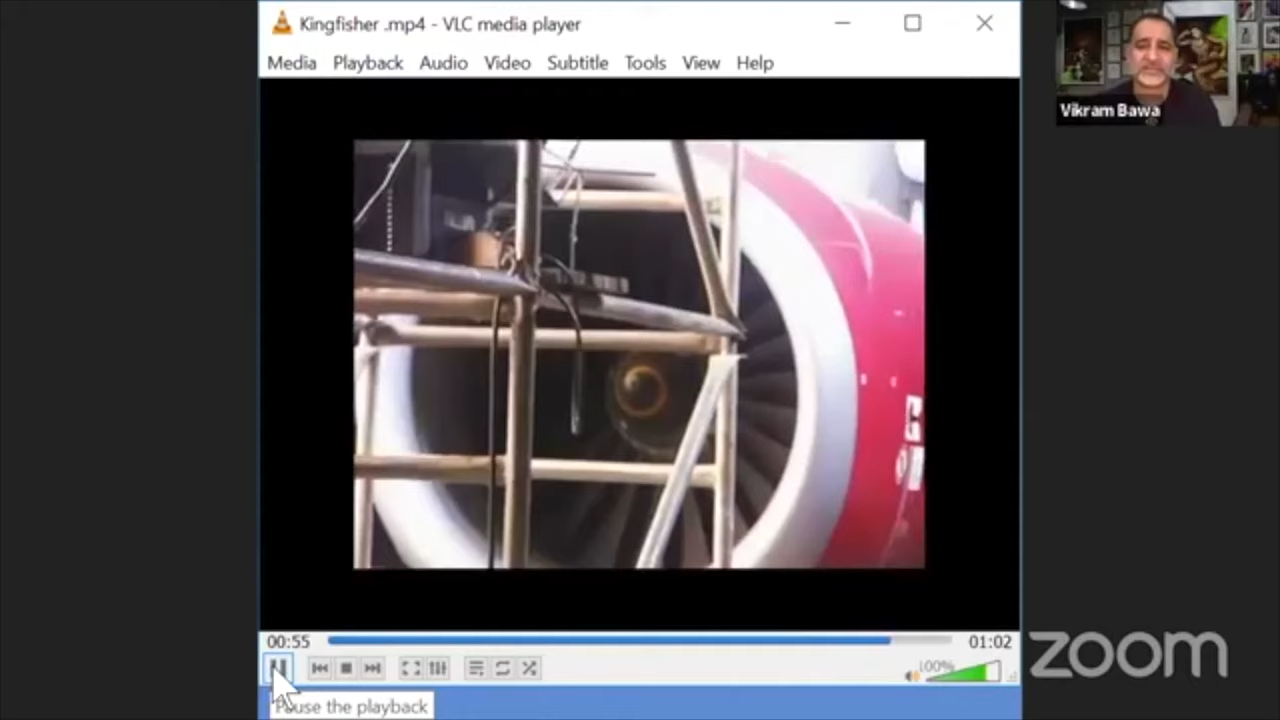 Kingfisher .mp4 - VLC media player
Media Playback Audio Video Subtitle Tools View Help
Vikram Bawa
00:55
01:02
100%
zoom
Pause the playback